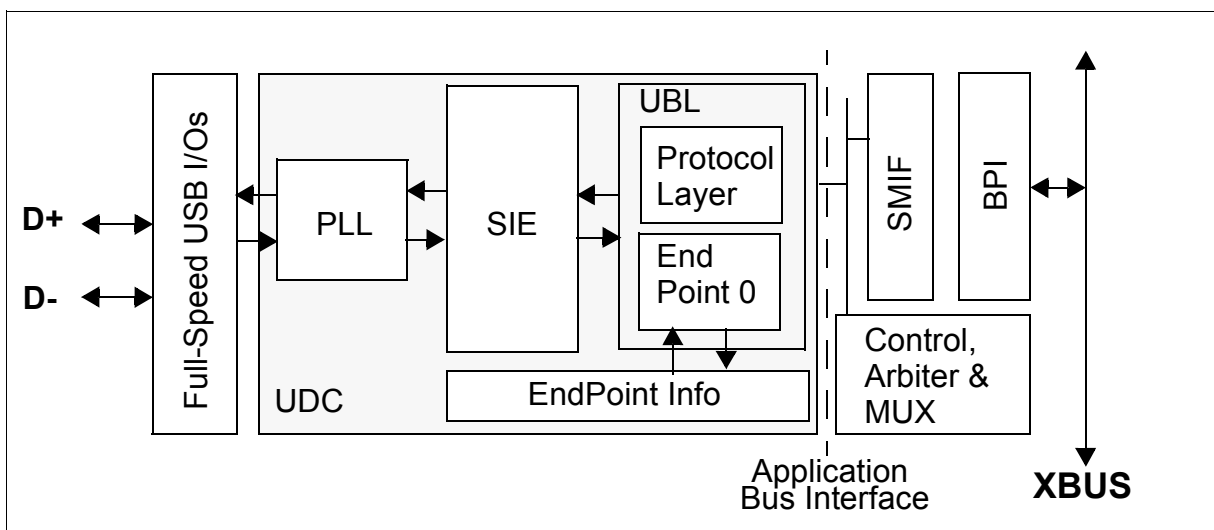 D+
D-
Full-Speed USB I/Os
UDC
PLL
SIE
UBL
Protocol
Layer
End
Point 0
EndPoint Info
SMIF
BPI
Control,
Arbiter &
MUX
Application
Bus Interface
XBUS